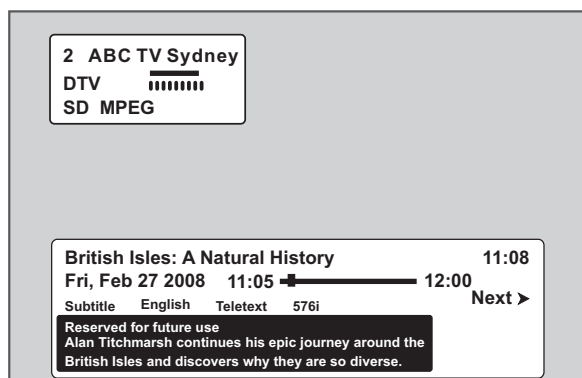 2 ABC TV Sydney
DTV
SD MPEG
British Isles: A Natural History 11:08
Fri, Feb 27 2008 11:05 12:00
Next
Subtitle English Teletext 576i
Reserved for future use
Alan Titchmarsh continues his epic journey around the
British Isles and discovers why they are so diverse.